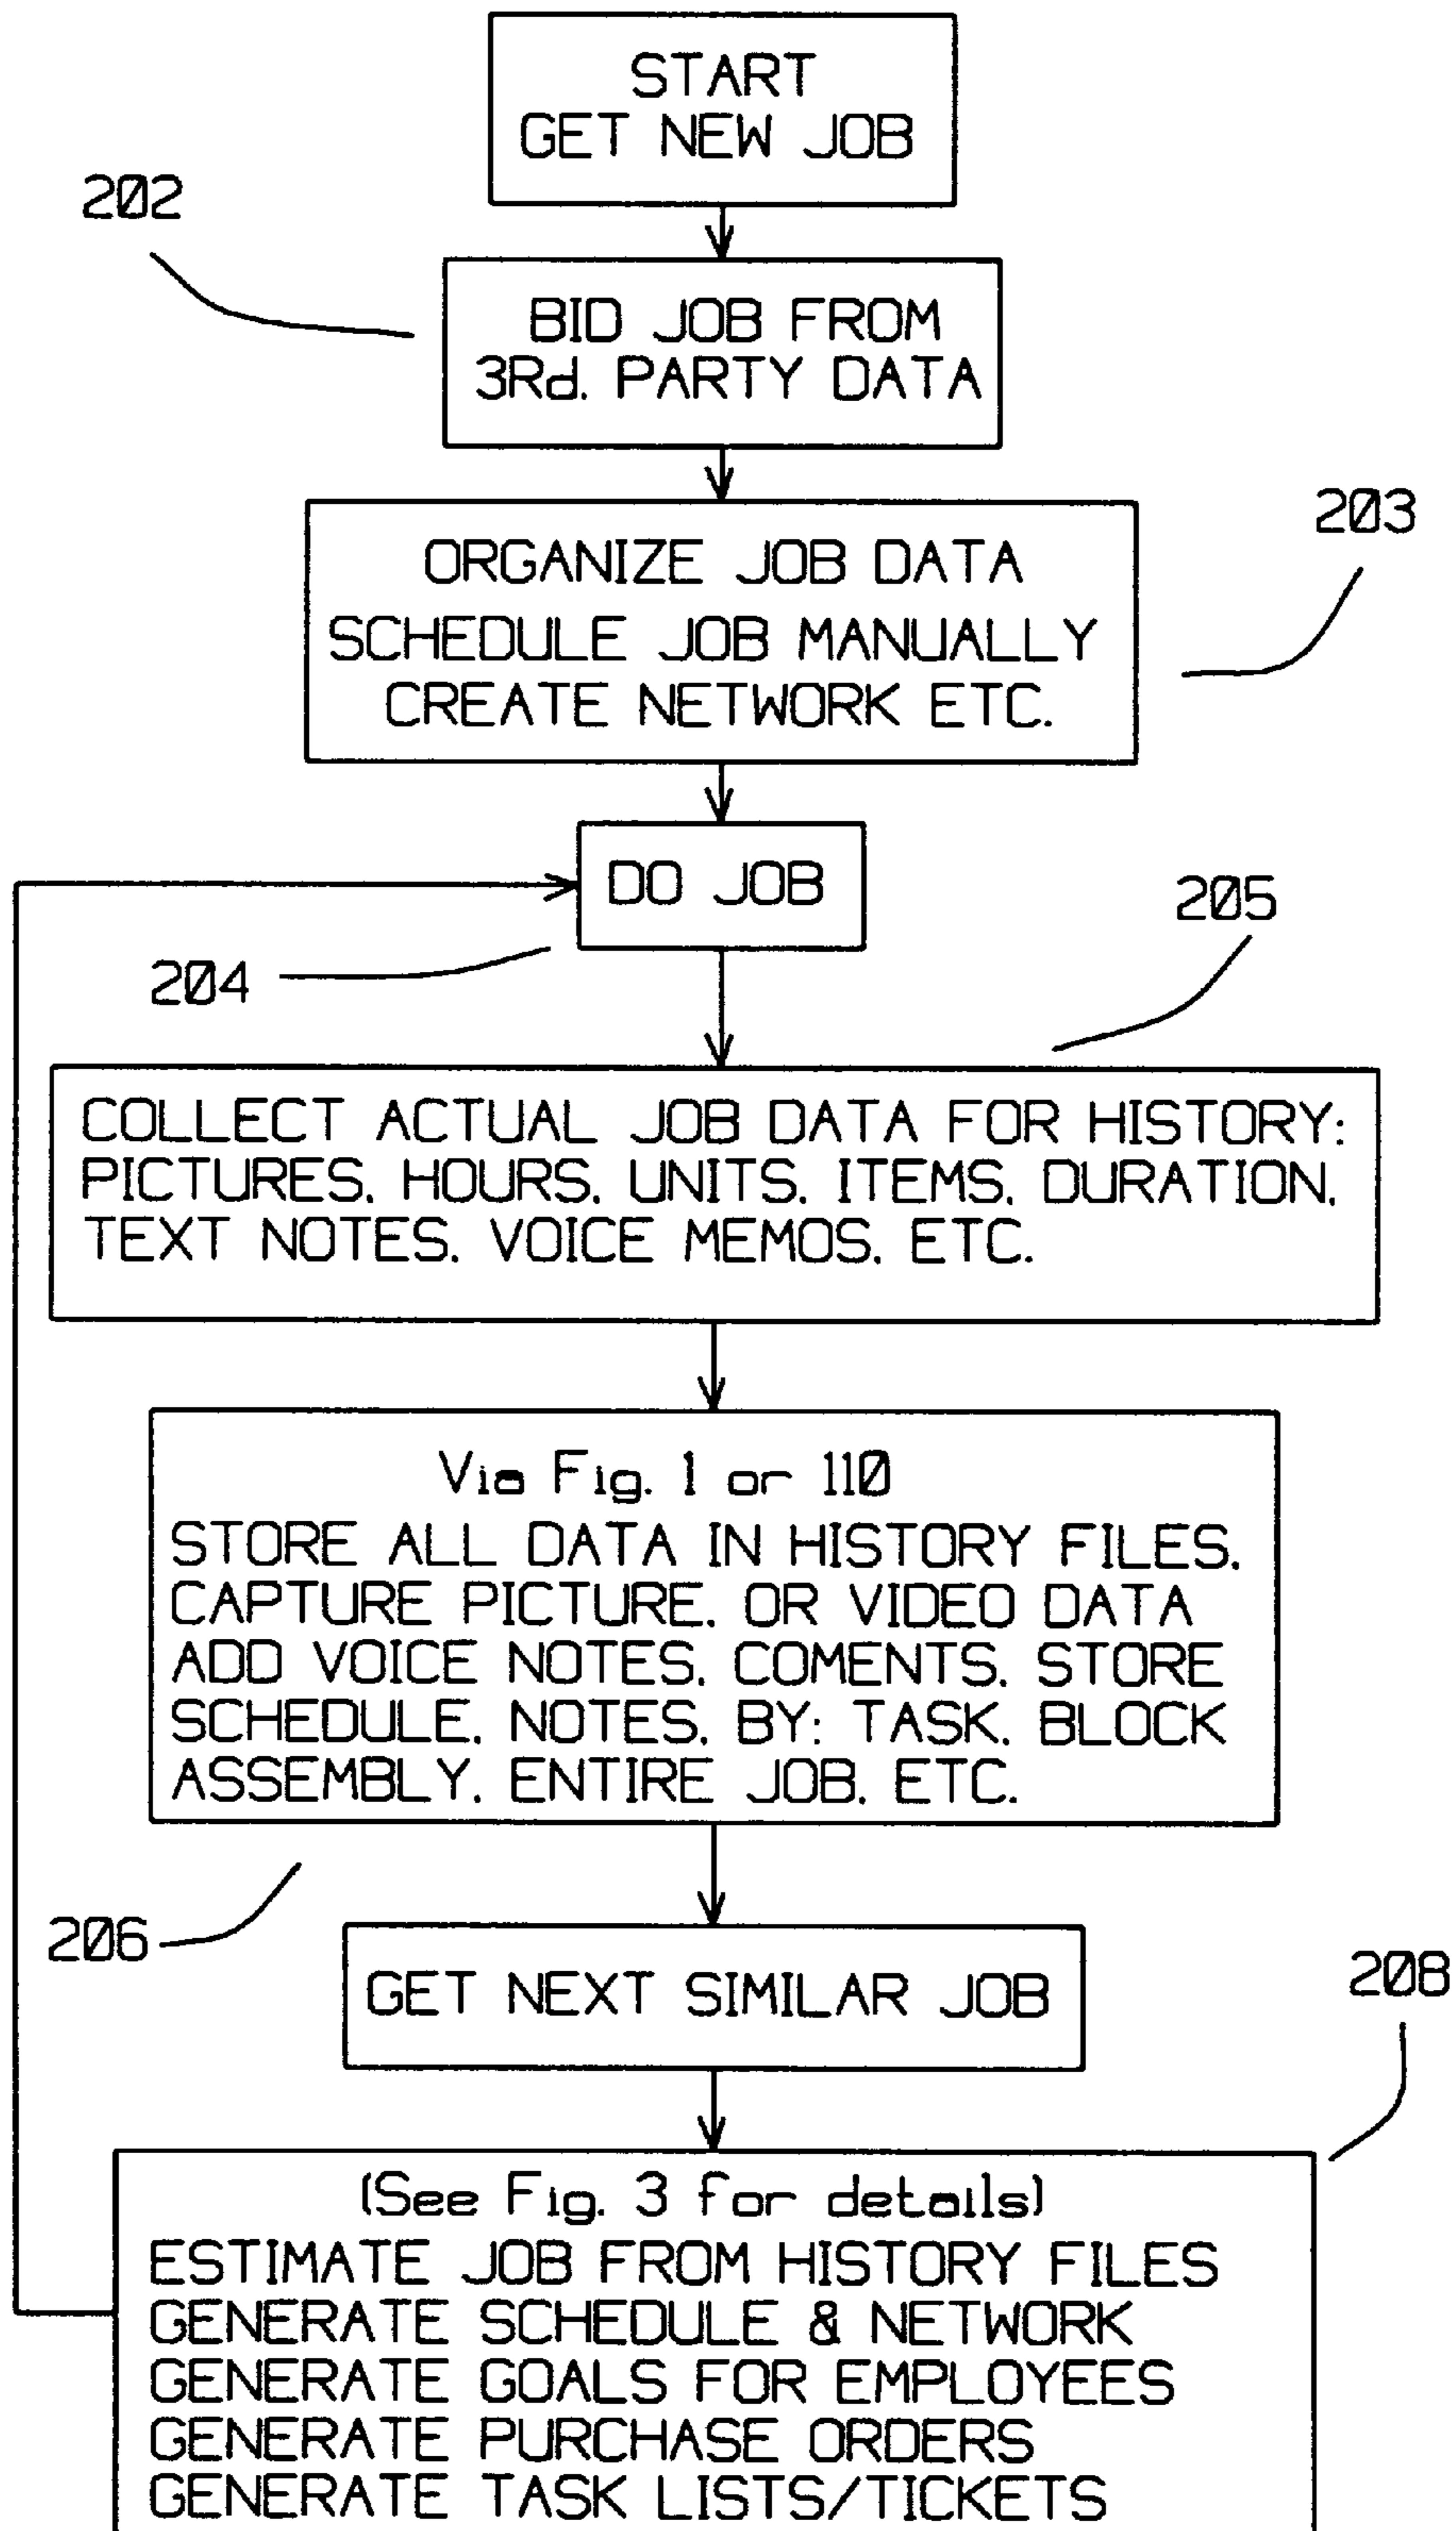 START
GET NEW JOB
202
BID JOB FROM
3Rd. PARTY DATA
203
ORGANIZE JOB DATA
SCHEDULE JOB MANUALLY
CREATE NETWORK ETC.
DO JOB
204
205
COLLECT ACTUAL JOB DATA FOR HISTORY:
PICTURES, HOURS, UNITS, ITEMS, DURATION,
TEXT NOTES, VOICE MEMOS, ETC.
Via Fig. 1 or 110
STORE ALL DATA IN HISTORY FILES,
CAPTURE PICTURE, OR VIDEO DATA
ADD VOICE NOTES, COMENTS, STORE
SCHEDULE, NOTES, BY: TASK, BLOCK
ASSEMBLY, ENTIRE JOB, ETC.
206
GET NEXT SIMILAR JOB
208
(See Fig. 3 for details)
ESTIMATE JOB FROM HISTORY FILES
GENERATE SCHEDULE & NETWORK
GENERATE GOALS FOR EMPLOYEES
GENERATE PURCHASE ORDERS
GENERATE TASK LISTS/TICKETS